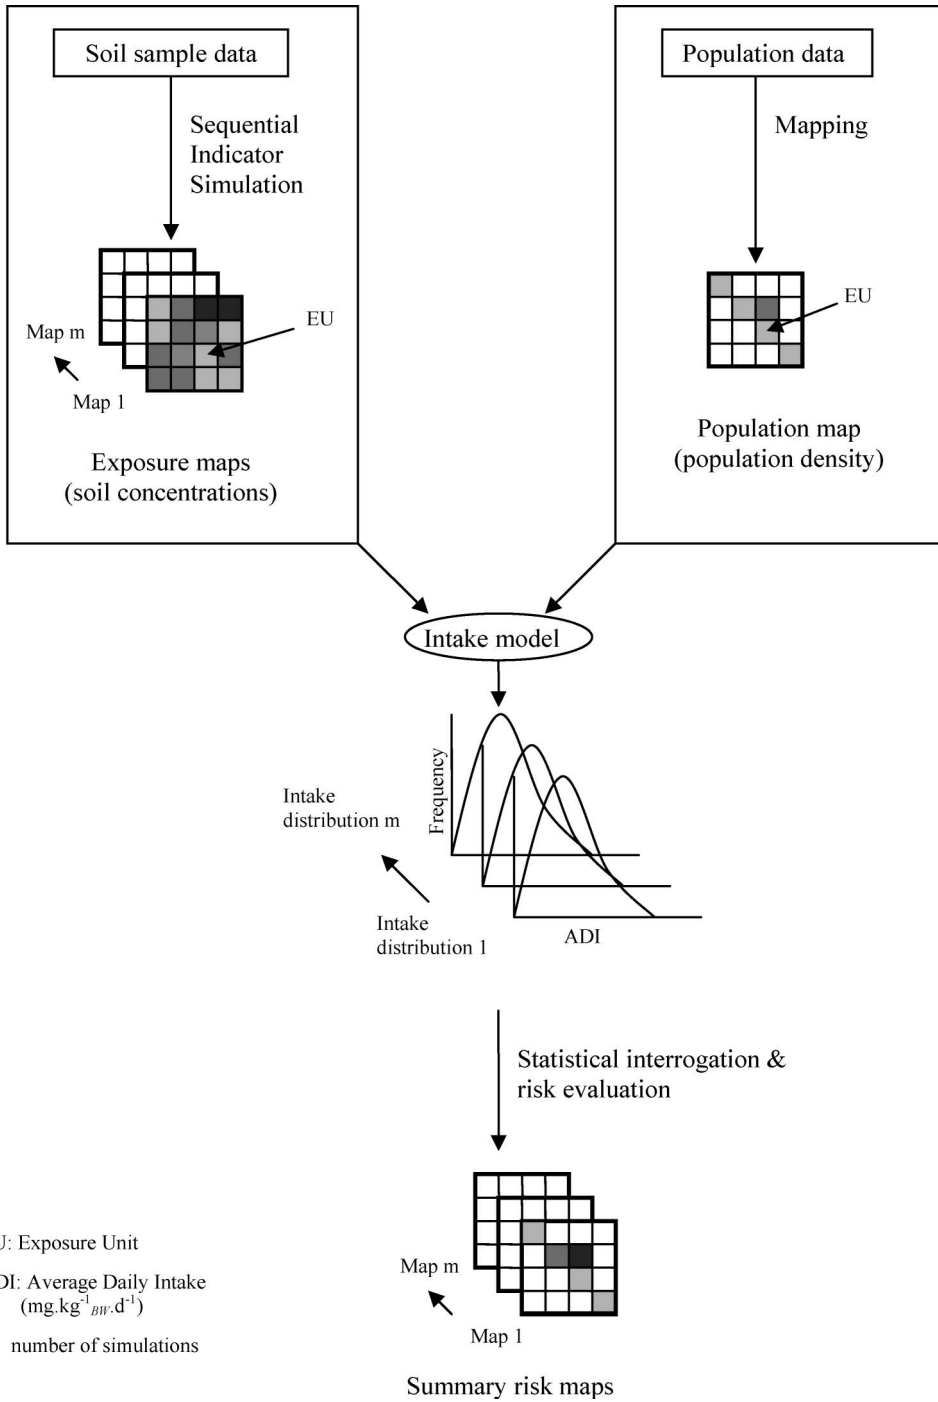 Soil sample data
Sequential
Indicator
Simulation
EU
Map m
Map 1
Exposure maps
(soil concentrations)
Population data
Mapping
EU
Population map
(population density)
Intake model
Frequency
Intake
distribution m
Intake
distribution 1
ADI
Statistical interrogation &
risk evaluation
Map m
Map 1
Summary risk maps
U: Exposure Unit
DI: Average Daily Intake
(mg.kg⁻¹BW.d⁻¹)
number of simulations